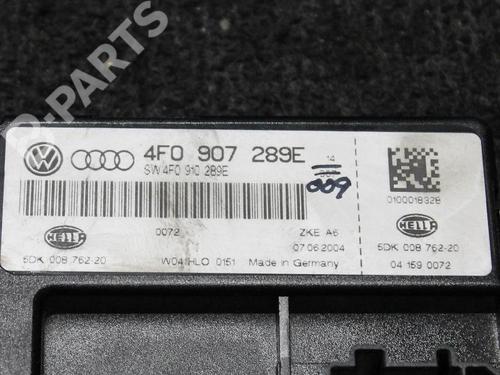 B-PARTS
4F0 907 289E
SW 4F0 910 289E
14
009
0100018328
0072
ZKE A6
07.06.2004
HELLA
HELLA
5DK 008 762-20
W041HLO 0151
Made in Germany
5DK 008 762-20
04 159 0072